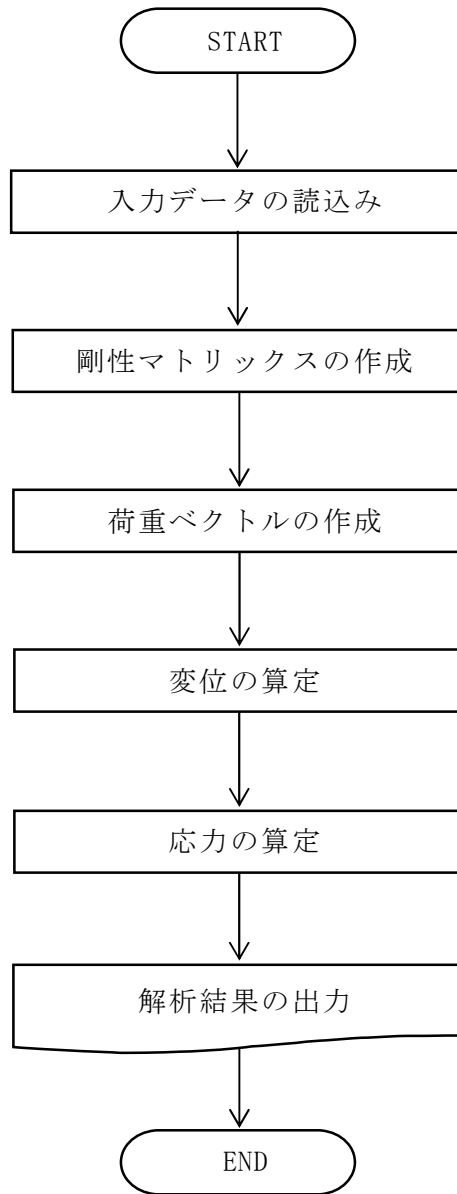 START
入力データの読込み
剛性マトリックスの作成
荷重ベクトルの作成
変位の算定
応力の算定
解析結果の出力
END